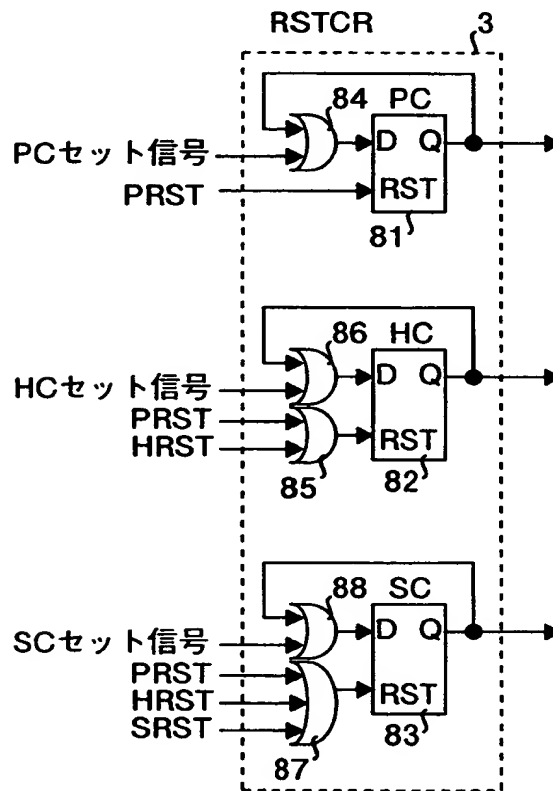 RSTCR
3
84
PC
PCセット信号
D Q
PRST
RST
81
86
HC
HCセット信号
D Q
PRST
HRST
RST
85
82
88
SC
SCセット信号
D Q
PRST
HRST
RST
SRST
87
83